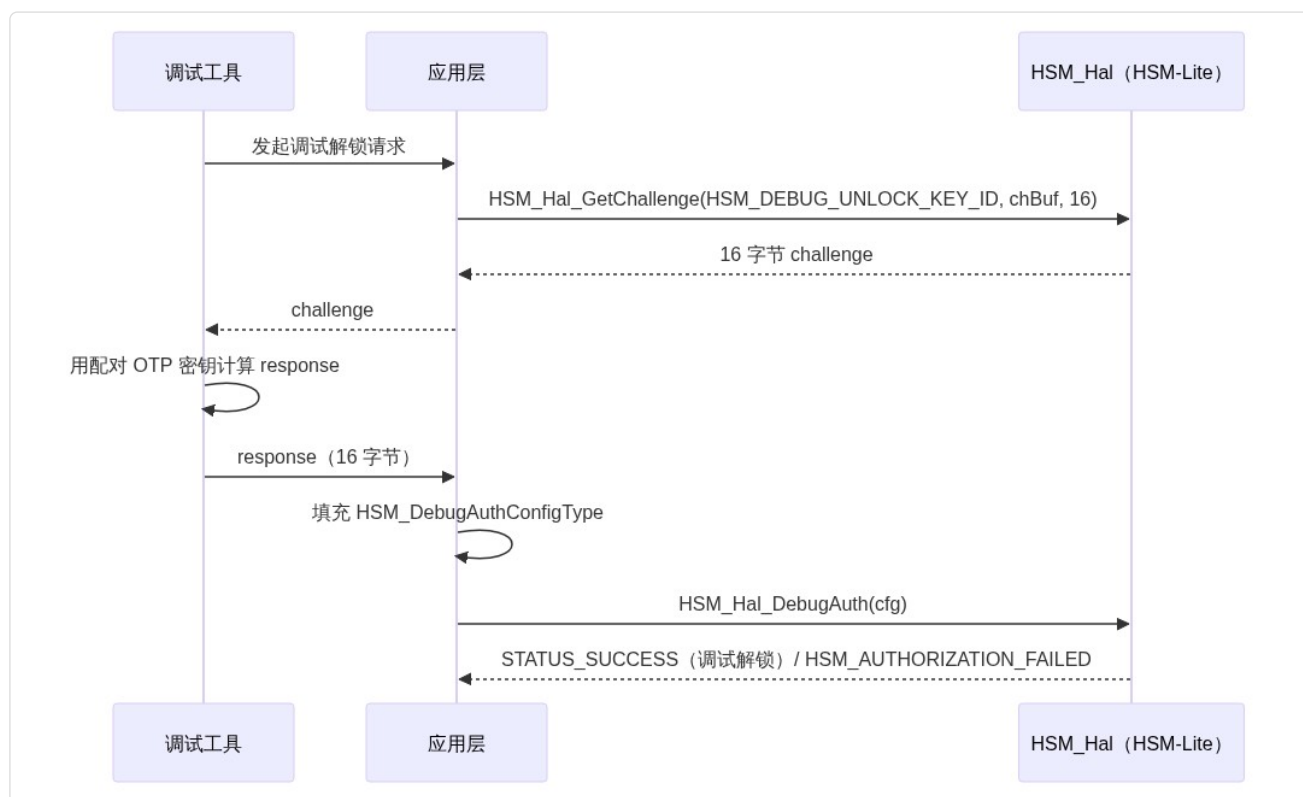 调试工具
应用层
HSM_Hal（HSM-Lite）
发起调试解锁请求
HSM_Hal_GetChallenge(HSM_DEBUG_UNLOCK_KEY_ID, chBuf, 16)
16 字节 challenge
challenge
用配对 OTP 密钥计算 response
response（16 字节）
填充 HSM_DebugAuthConfigType
HSM_Hal_DebugAuth(cfg)
STATUS_SUCCESS（调试解锁）/ HSM_AUTHORIZATION_FAILED
调试工具
应用层
HSM_Hal（HSM-Lite）